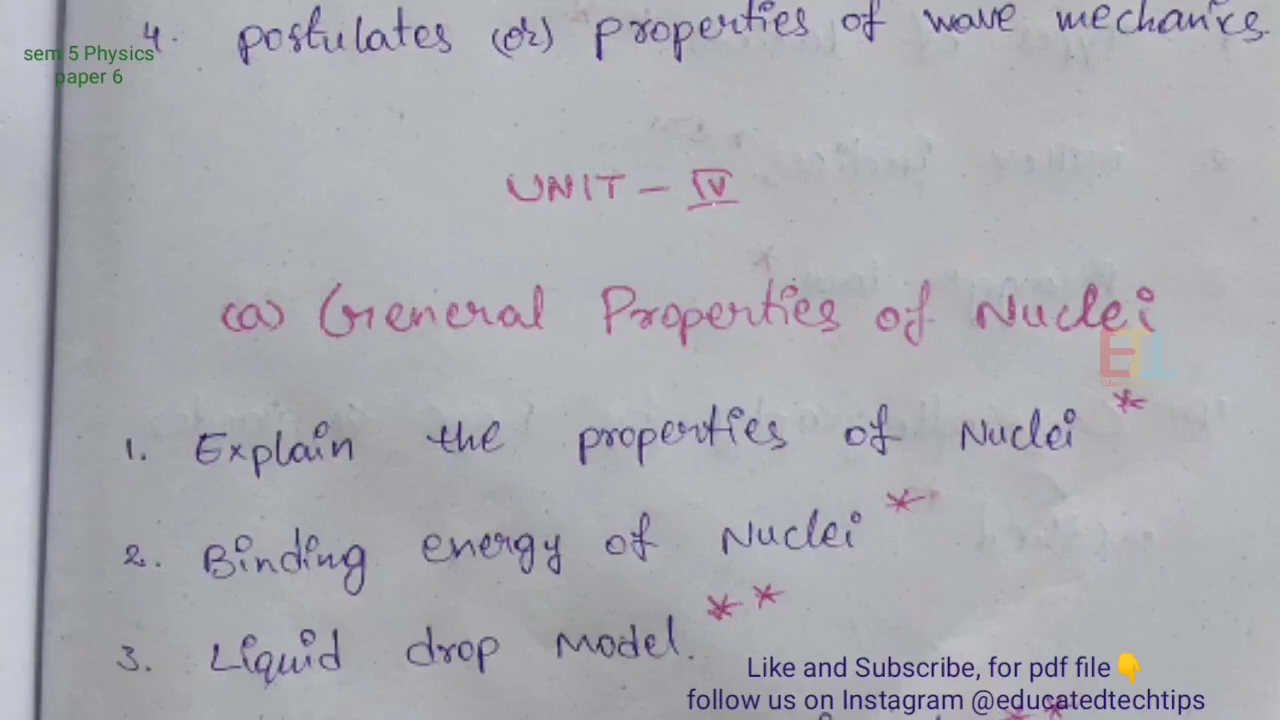 4. postulates (or) properties of wave mechanics.
sem 5 Physics
paper 6
UNIT - IV
(a) General Properties of Nuclei
ETL
1. Explain the properties of Nuclei *
2. Binding energy of Nuclei *
3. Liquid drop Model. **
Like and Subscribe, for pdf file👇
follow us on Instagram @educatedtechtips